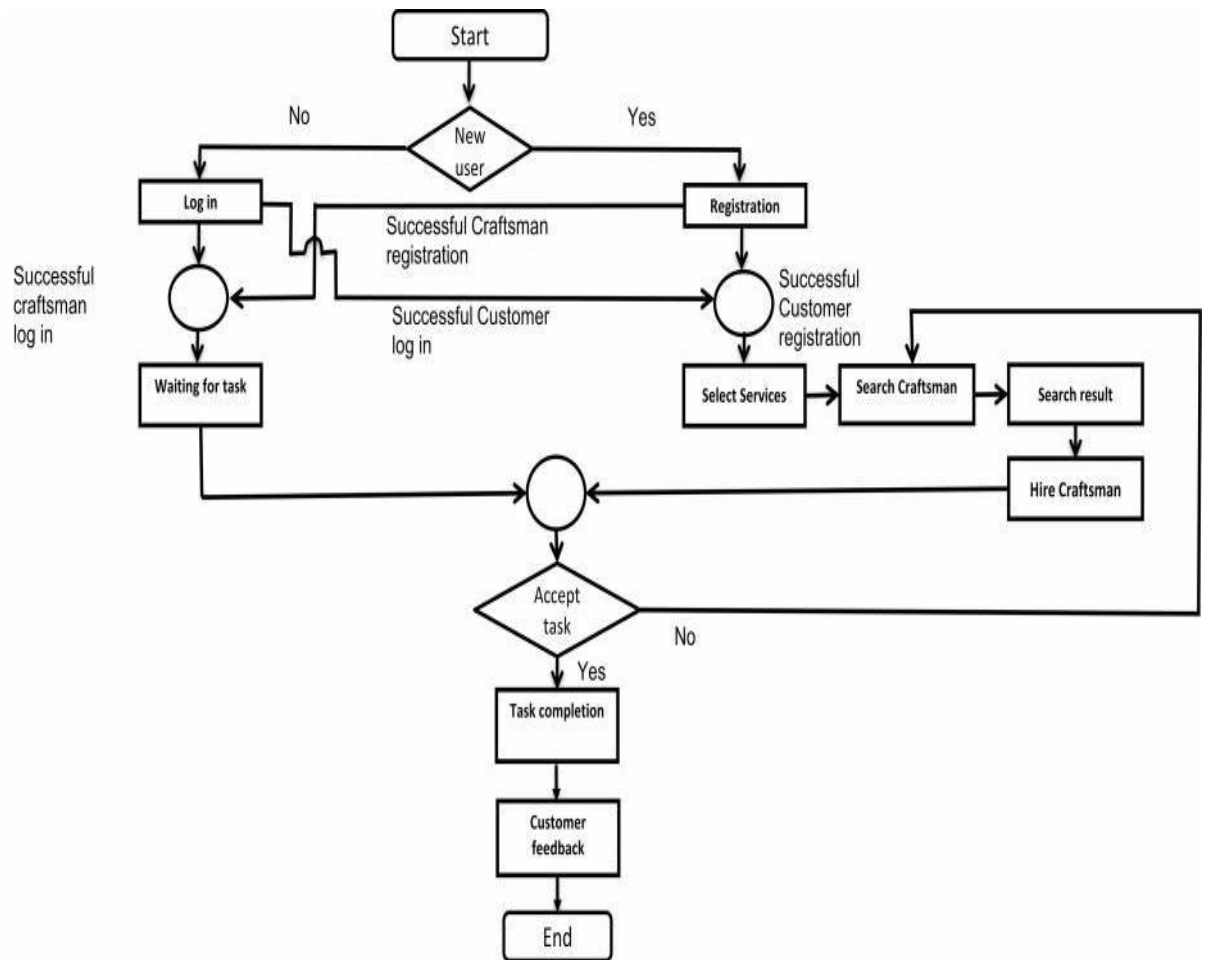 Start
No
Yes
New
user
Log in
Registration
Successful Craftsman
registration
Successful
craftsman
log in
Successful Customer
log in
Successful
Customer
registration
Waiting for task
Select Services
Search Craftsman
Search result
Hire Craftsman
Accept
task
No
Yes
Task completion
Customer
feedback
End